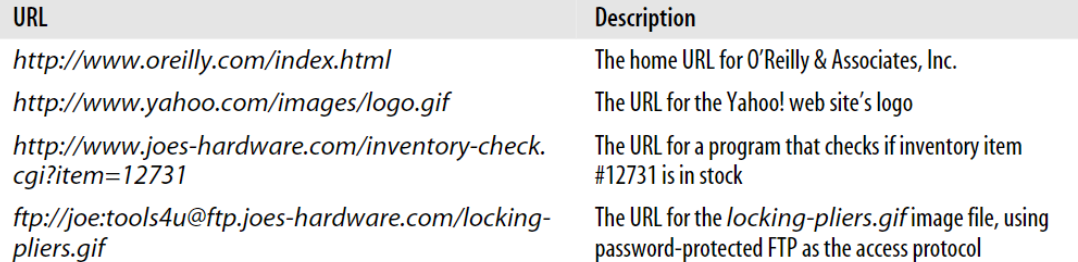 URL Description
http://www.oreilly.com/index.html The home URL for O’Reilly & Associates, Inc.
http://www.yahoo.com/images/logo.gif The URL for the Yahoo! web site’s logo
http://www.joes-hardware.com/inventory-check. The URL for a program that checks if inventory item
cgi?item=12731 #12731 is in stock
ftp://joe:tools4u@ftp.joes-hardware.com/locking- The URL for the locking-pliers.gif image file, using
pliers.gif password-protected FTP as the access protocol